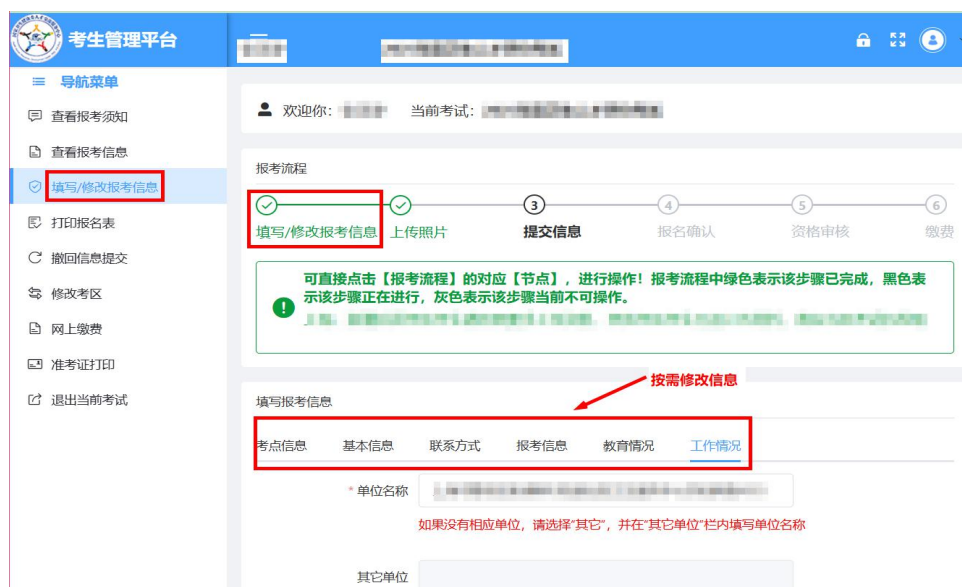 考生管理平台
导航菜单
查看报考须知
查看报考信息
填写/修改报考信息
打印报名表
撤回信息提交
修改考区
网上缴费
准考证打印
退出当前考试
欢迎你:
当前考试:
报考流程
3
4
5
6
填写/修改报考信息
上传照片
提交信息
报名确认
资格审核
缴费
可直接点击【报考流程】的对应【节点】，进行操作！报考流程中绿色表示该步骤已完成，黑色表
示该步骤正在进行，灰色表示该步骤当前不可操作。
按需修改信息
填写报考信息
考点信息
基本信息
联系方式
报考信息
教育情况
工作情况
* 单位名称
如果没有相应单位，请选择"其它"，并在"其它单位"栏内填写单位名称
其它单位